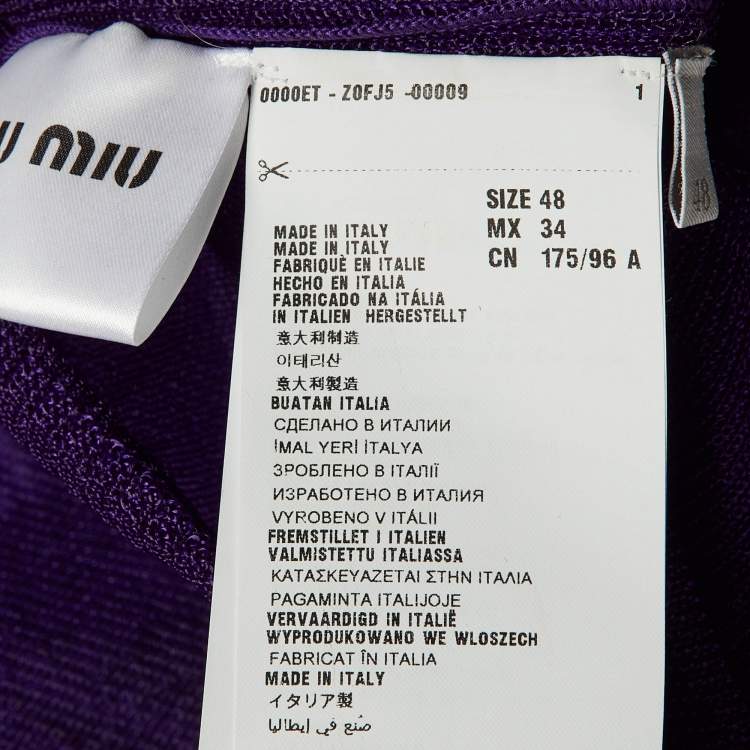 MIU
0000ET - Z0FJ5 -00009 1
SIZE 48
MX 34
CN 175/96 A
48
MADE IN ITALY
MADE IN ITALY
FABRIQUÈ EN ITALIE
HECHO EN ITALIA
FABRICADO NA ITÁLIA
IN ITALIEN HERGESTELLT
意大利制造
이태리산
意大利製造
BUATAN ITALIA
СДЕЛАНО В ИТАЛИИ
İMAL YERİ İTALYA
ЗРОБЛЕНО В ІТАЛІЇ
ИЗРАБОТЕНО В ИТАЛИЯ
VYROBENO V ITÁLII
FREMSTILLET I ITALIEN
VALMISTETTU ITALIASSA
ΚΑΤΑΣΚΕΥΑΖΕΤΑΙ ΣΤΗΝ ΙΤΑΛΙΑ
PAGAMINTA ITALIJOJE
VERVAARDIGD IN ITALIË
WYPRODUKOWANO WE WLOSZECH
FABRICAT ÎN ITALIA
MADE IN ITALY
イタリア製
صُنع في إيطاليا